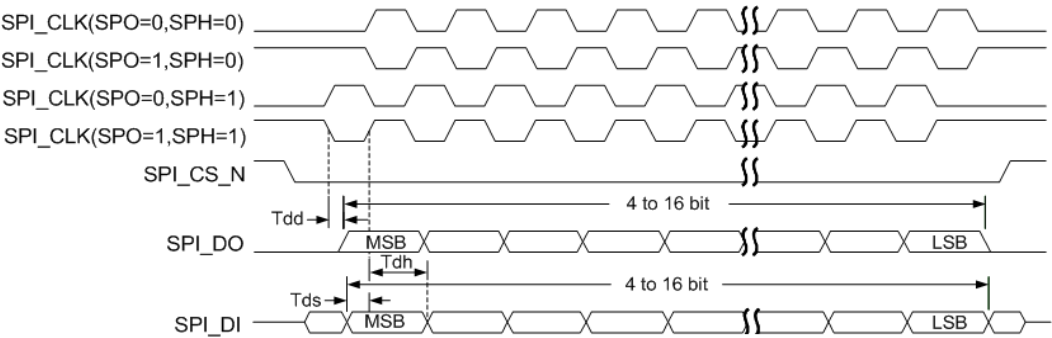 SPI_CLK(SPO=0,SPH=0)
SPI_CLK(SPO=1,SPH=0)
SPI_CLK(SPO=0,SPH=1)
SPI_CLK(SPO=1,SPH=1)
SPI_CS_N
4 to 16 bit
Tdd
SPI_DO MSB LSB
Tdh
4 to 16 bit
Tds
SPI_DI MSB LSB